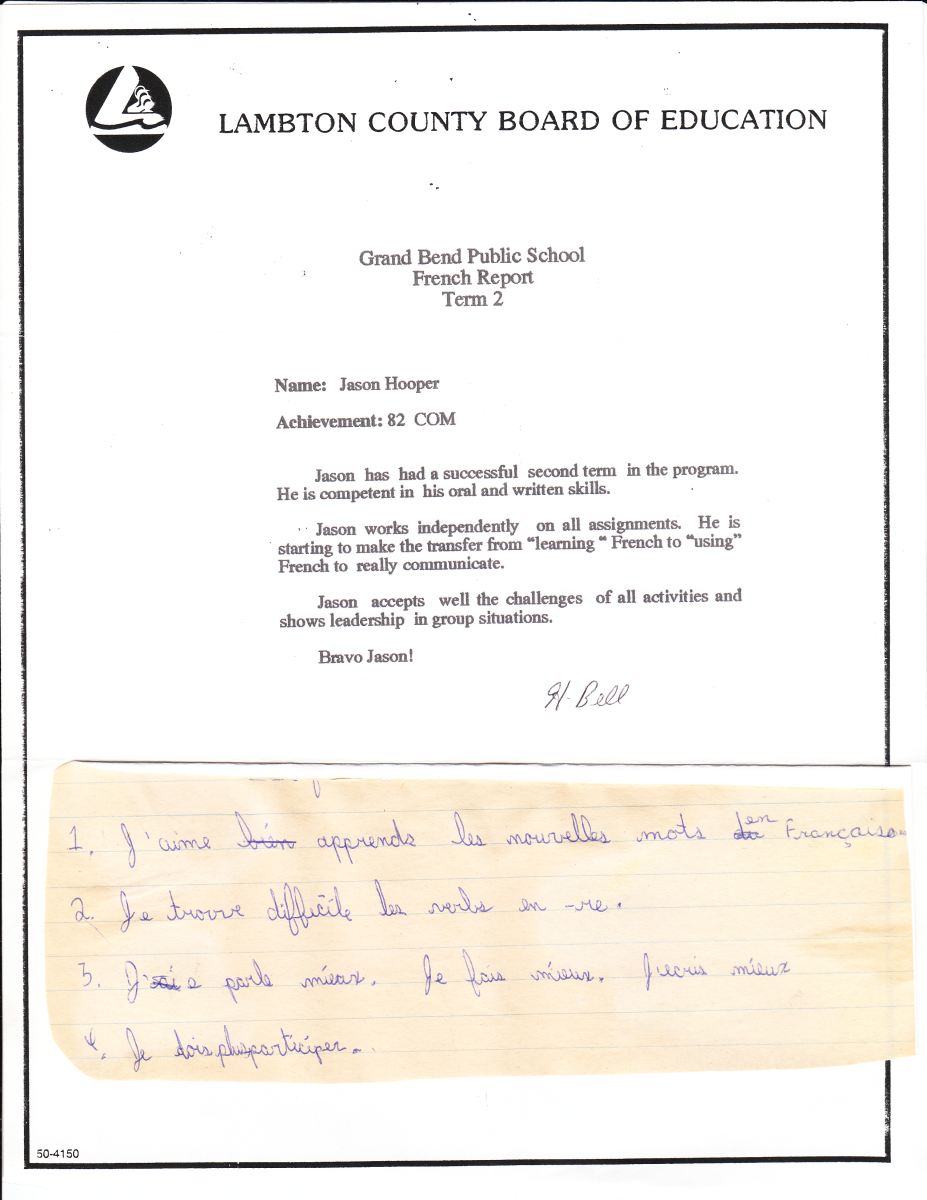 LAMBTON COUNTY BOARD OF EDUCATION
Grand Bend Public School
French Report
Term 2
Name: Jason Hooper
Achievement: 82 COM
Jason has had a successful second term in the program.
He is competent in his oral and written skills.
Jason works independently on all assignments. He is
starting to make the transfer from “learning “ French to “using”
French to really communicate.
Jason accepts well the challenges of all activities and
shows leadership in group situations.
Bravo Jason!
H. Bell
1. J'aime bien apprends les nouvelles mots en Français.
2. Je trouve difficile les verbs en -re.
3. Je parle mieux. Je fais mieux. J'ecris mieux
4. Je dois plus participer.
50-4150